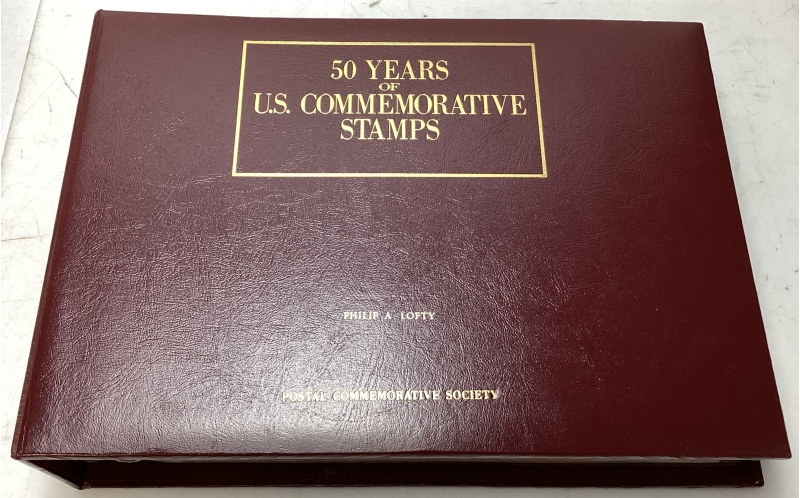 50 YEARS
OF
U.S. COMMEMORATIVE
STAMPS
PHILIP A LOFTY
POSTAL COMMEMORATIVE SOCIETY